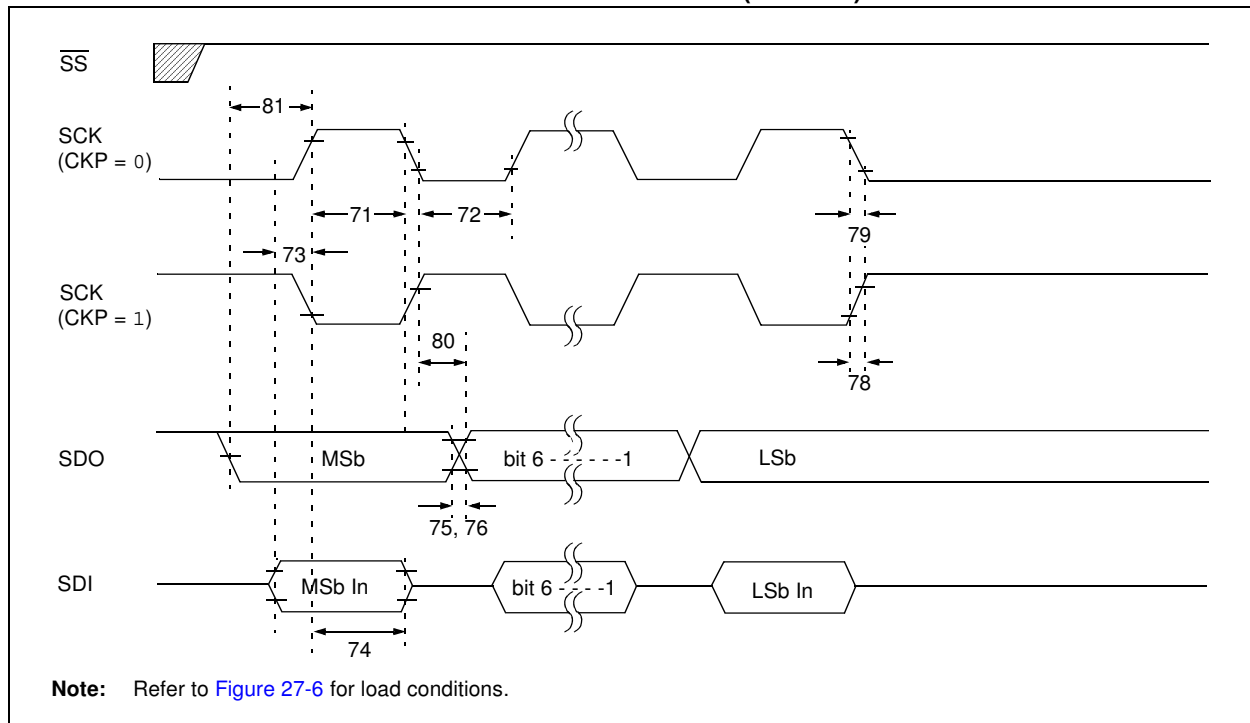 SS
81
SCK
(CKP = 0)
71
72
79
73
SCK
(CKP = 1)
80
78
SDO
MSb
bit 6 - - - - - -1
LSb
75, 76
SDI
MSb In
bit 6 - - - -1
LSb In
74
Note: Refer to Figure 27-6 for load conditions.